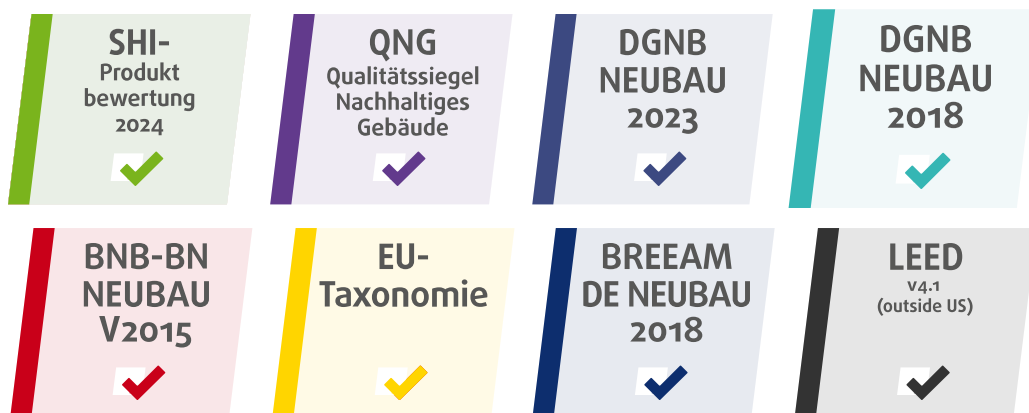 SHI-
Produkt
bewertung
2024
QNG
Qualitätssiegel
Nachhaltiges
Gebäude
DGNB
NEUBAU
2023
DGNB
NEUBAU
2018
BNB-BN
NEUBAU
V2015
EU-
Taxonomie
BREEAM
DE NEUBAU
2018
LEED
v4.1
(outside US)